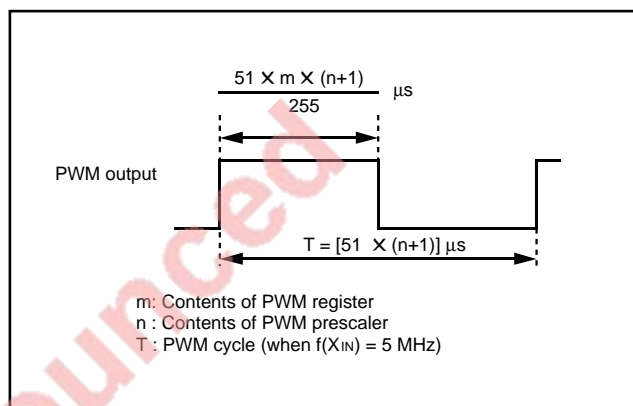 51 × m × (n+1)
255
μs
PWM output
T = [51 × (n+1)] μs
m: Contents of PWM register
n : Contents of PWM prescaler
T : PWM cycle (when f(XIN) = 5 MHz)
ounced